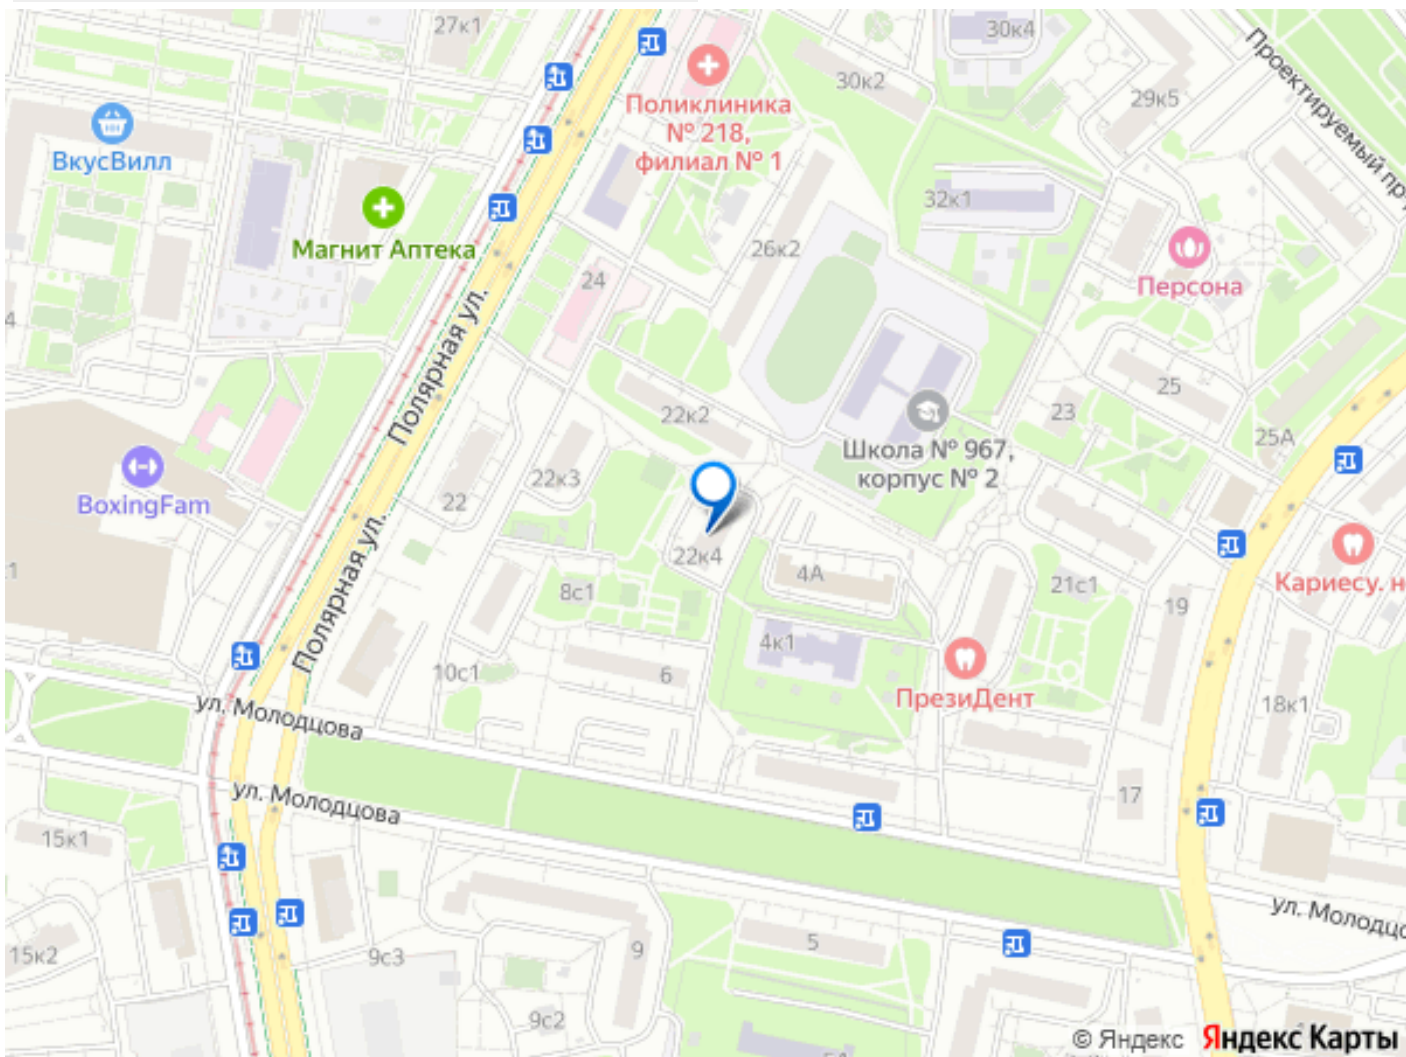 27к1
30к4
30к2
29к5
Проектируемый пр-
Поликлиника
№ 218,
филиал № 1
ВкусВилл
Магнит Аптека
32к1
26к2
24
Персона
4
Полярная ул.
25
22к2
23
25А
Школа № 967,
корпус № 2
BoxingFam
22к3
22
Полярная ул.
22к4
4А
8с1
21с1
19
Кариесу. н
к1
4к1
10с1
6
ПрезиДент
18к1
ул. Молодцова
ул. Молодцова
17
15к1
ул. Молодцо
5
9
15к2
9с3
9с2
5А
© Яндекс Яндекс Карты